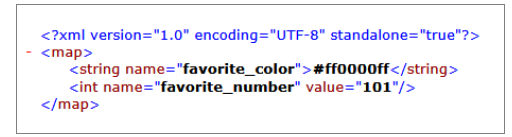 <?xml version="1.0" encoding="UTF-8" standalone="true"?>
- <map>
<string name="favorite_color">#ff0000ff</string>
<int name="favorite_number" value="101"/>
</map>